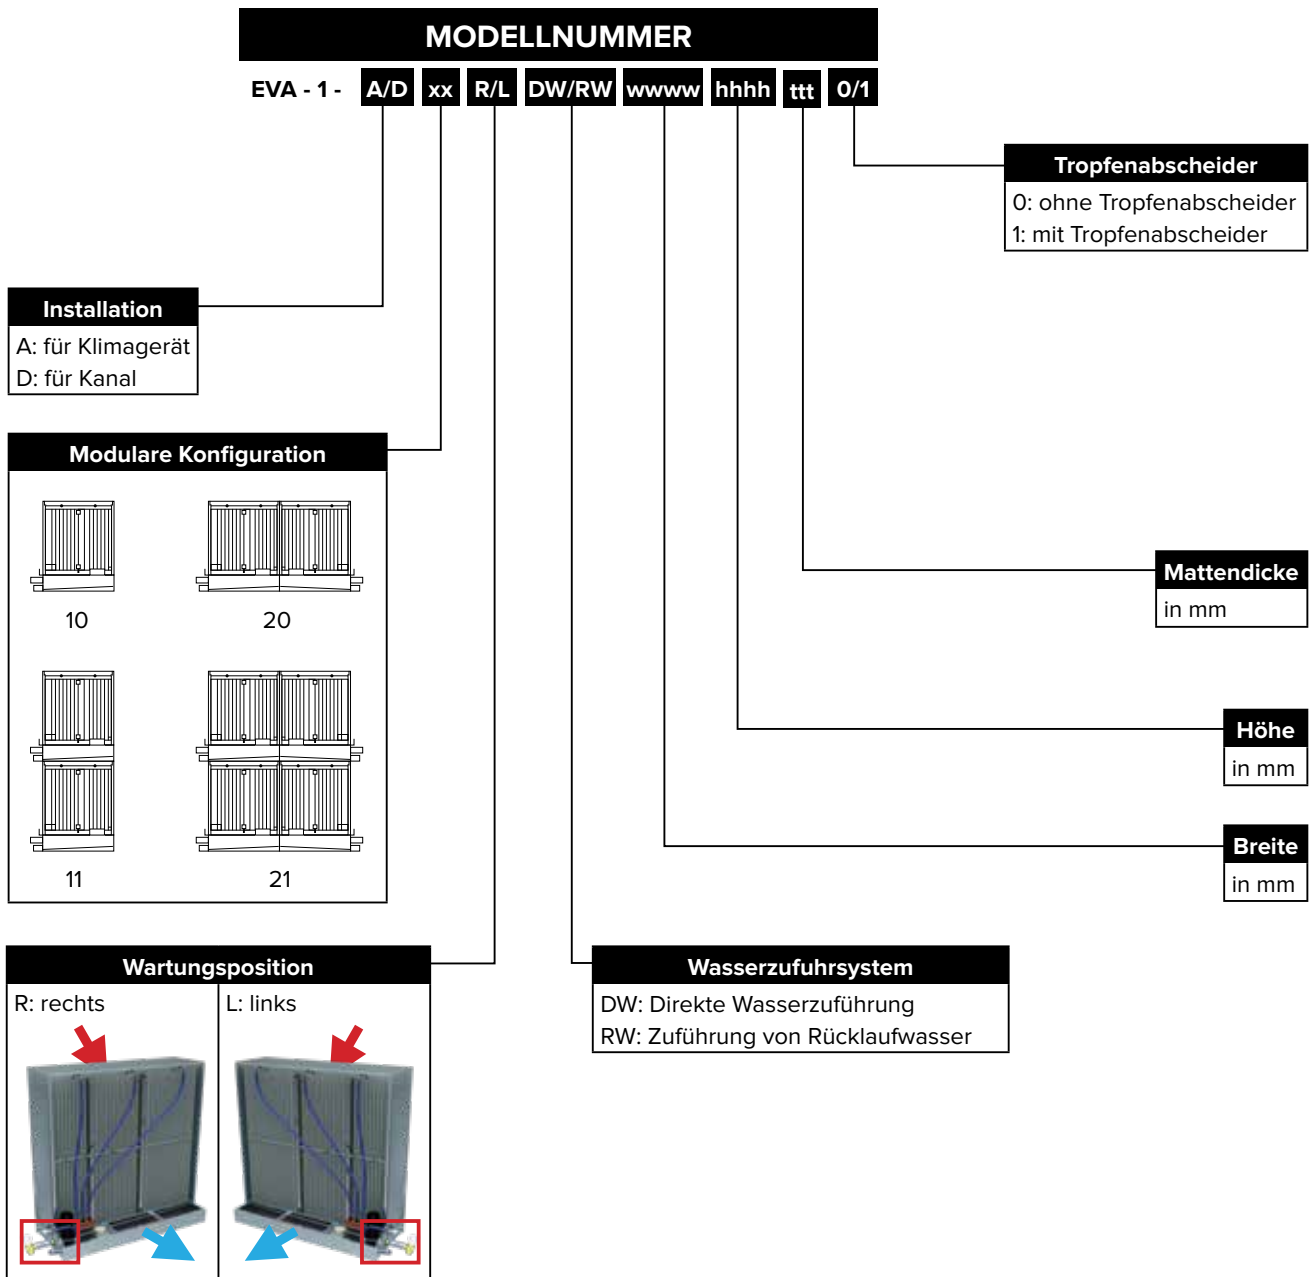 MODELLNUMMER
EVA - 1 - A/D xx R/L DW/RW wwww hhhh ttt 0/1
Tropfenabscheider
0: ohne Tropfenabscheider
1: mit Tropfenabscheider
Installation
A: für Klimagerät
D: für Kanal
Modulare Konfiguration
10 20
11 21
Mattendicke
in mm
Höhe
in mm
Breite
in mm
Wartungsposition
R: rechts L: links
Wasserzufuhrsystem
DW: Direkte Wasserzuführung
RW: Zuführung von Rücklaufwasser